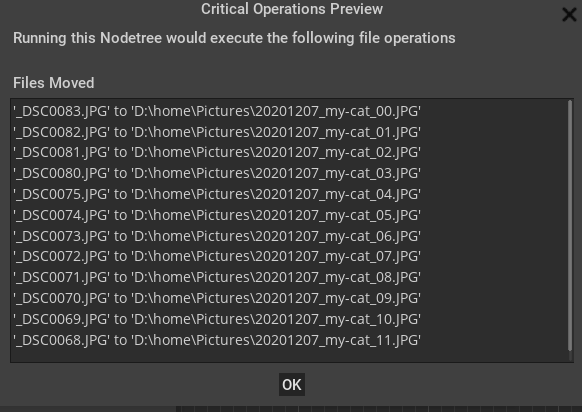 Critical Operations Preview
Running this Nodetree would execute the following file operations
Files Moved
'_DSC0083.JPG' to 'D:\home\Pictures\20201207_my-cat_00.JPG'
'_DSC0082.JPG' to 'D:\home\Pictures\20201207_my-cat_01.JPG'
'_DSC0081.JPG' to 'D:\home\Pictures\20201207_my-cat_02.JPG'
'_DSC0080.JPG' to 'D:\home\Pictures\20201207_my-cat_03.JPG'
'_DSC0075.JPG' to 'D:\home\Pictures\20201207_my-cat_04.JPG'
'_DSC0074.JPG' to 'D:\home\Pictures\20201207_my-cat_05.JPG'
'_DSC0073.JPG' to 'D:\home\Pictures\20201207_my-cat_06.JPG'
'_DSC0072.JPG' to 'D:\home\Pictures\20201207_my-cat_07.JPG'
'_DSC0071.JPG' to 'D:\home\Pictures\20201207_my-cat_08.JPG'
'_DSC0070.JPG' to 'D:\home\Pictures\20201207_my-cat_09.JPG'
'_DSC0069.JPG' to 'D:\home\Pictures\20201207_my-cat_10.JPG'
'_DSC0068.JPG' to 'D:\home\Pictures\20201207_my-cat_11.JPG'
OK